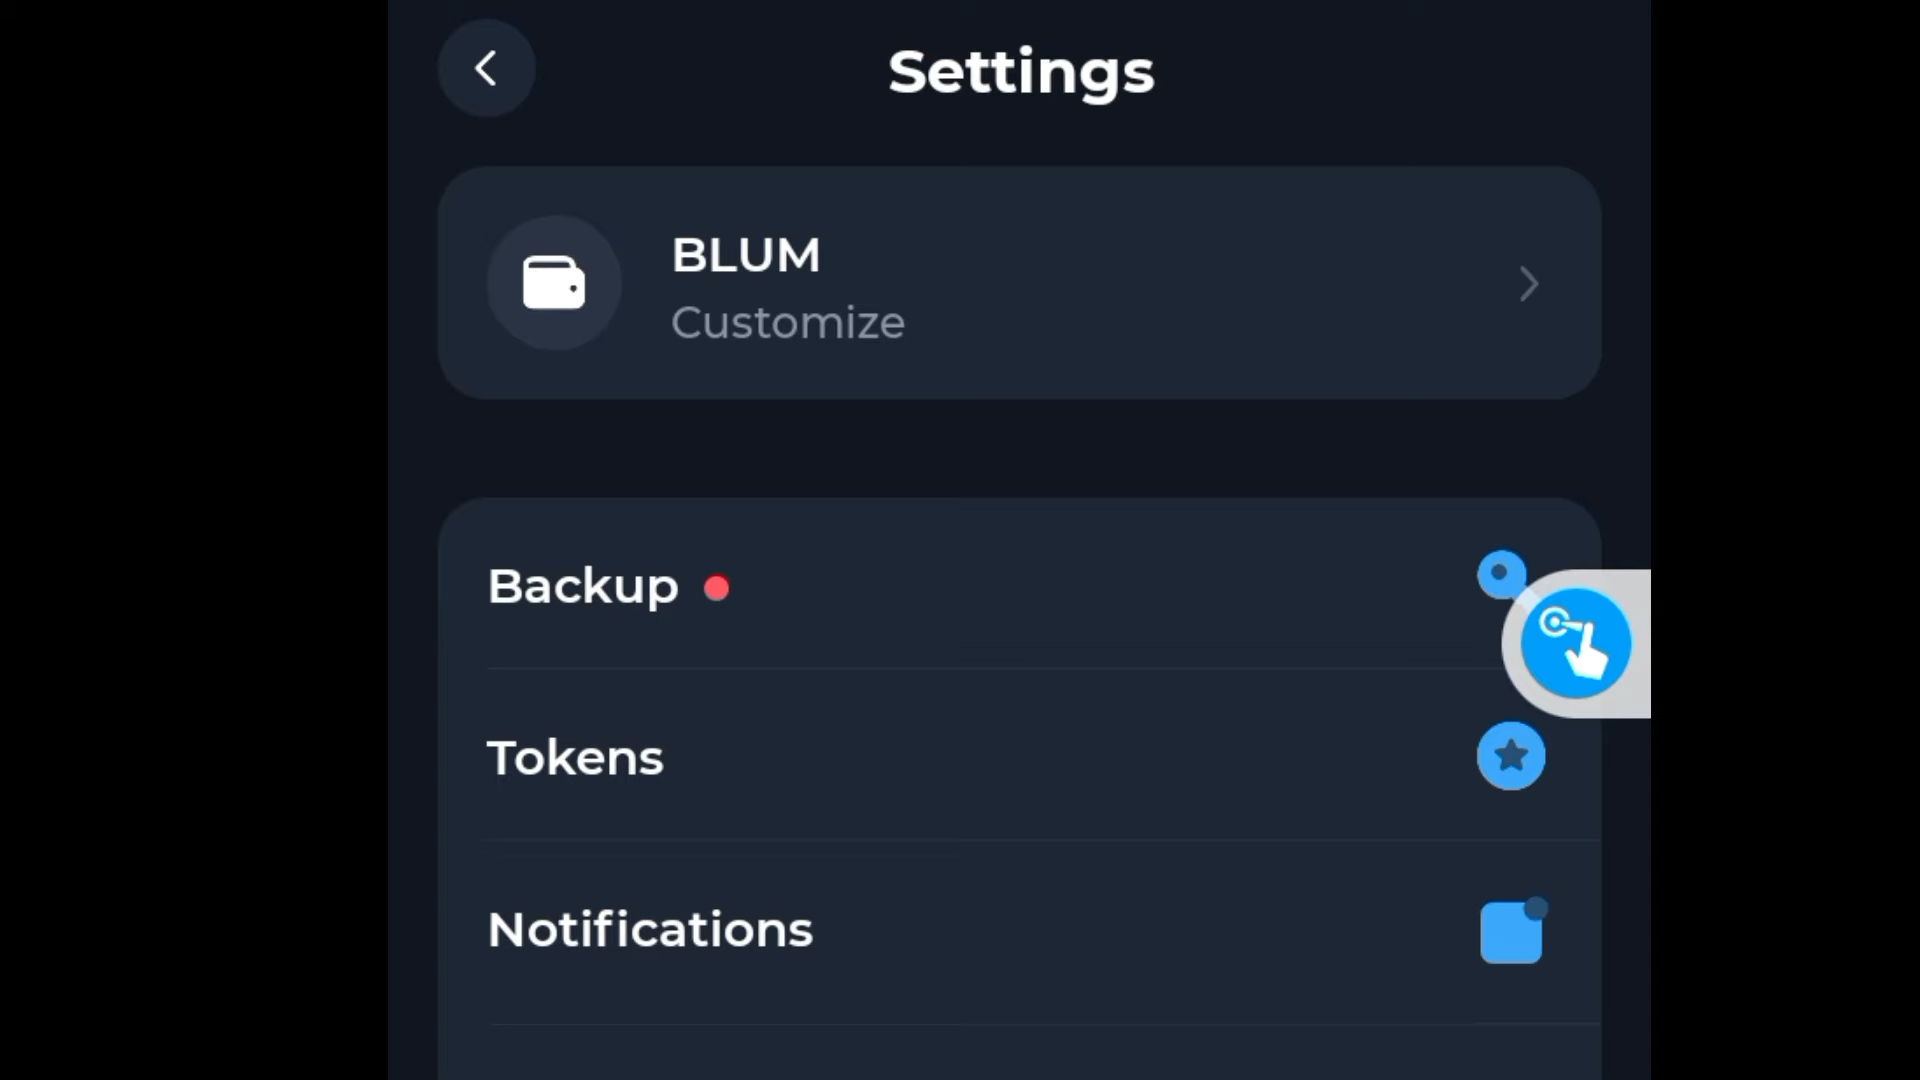 Settings
BLUM
Customize
Backup
Tokens
Notifications